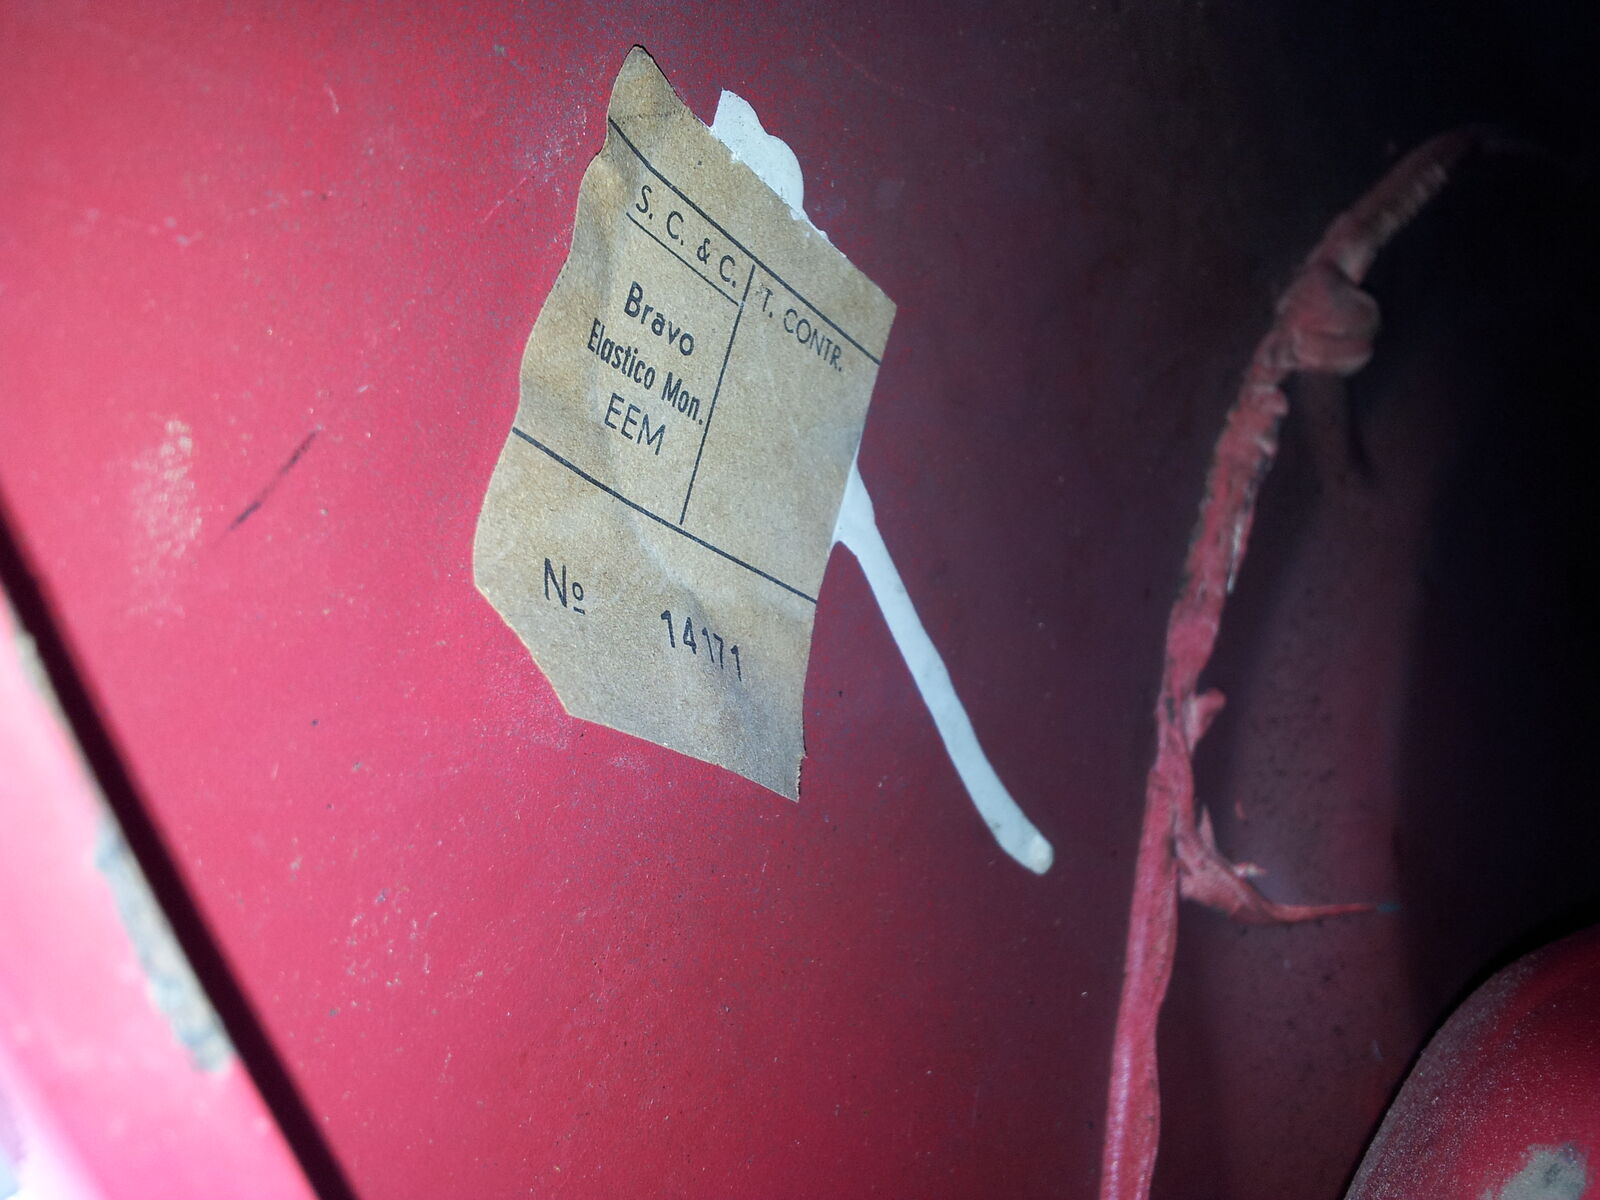 S. C. & C.
T. CONTR.
Bravo
Elastico Mon.
EEM
Nº 14171